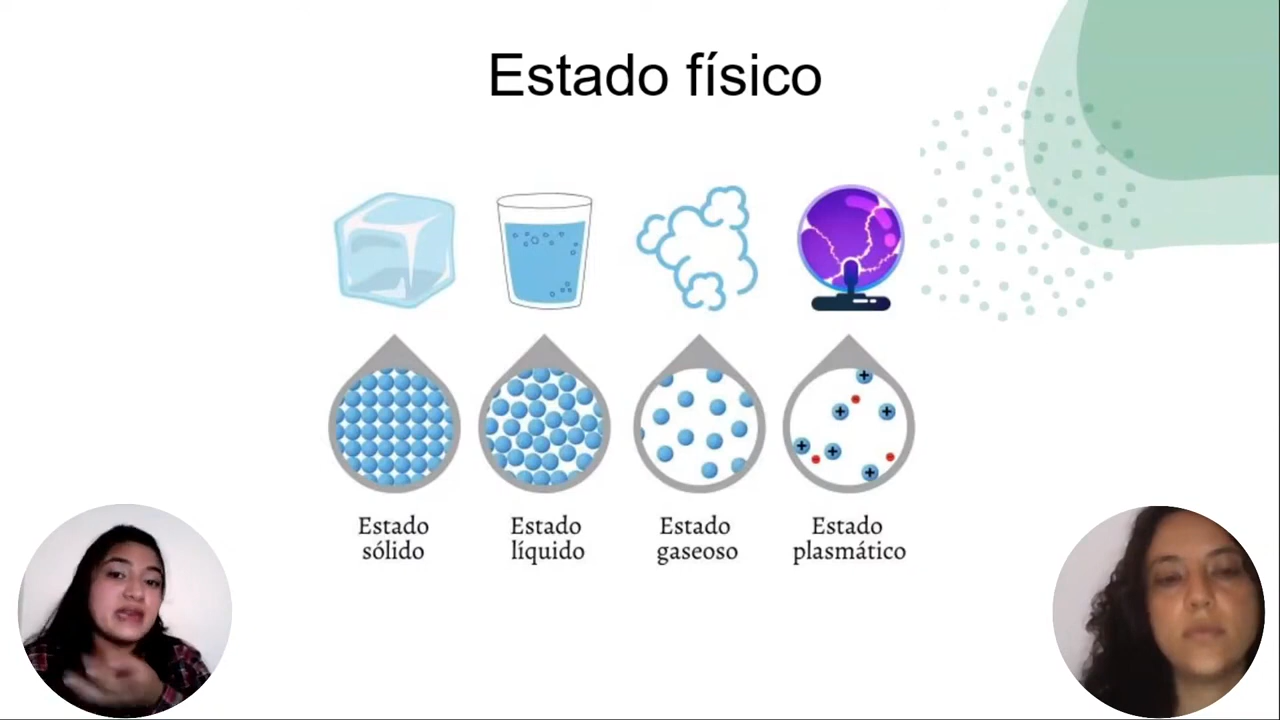 Estado físico
Estado
sólido
Estado
líquido
Estado
gaseoso
Estado
plasmático